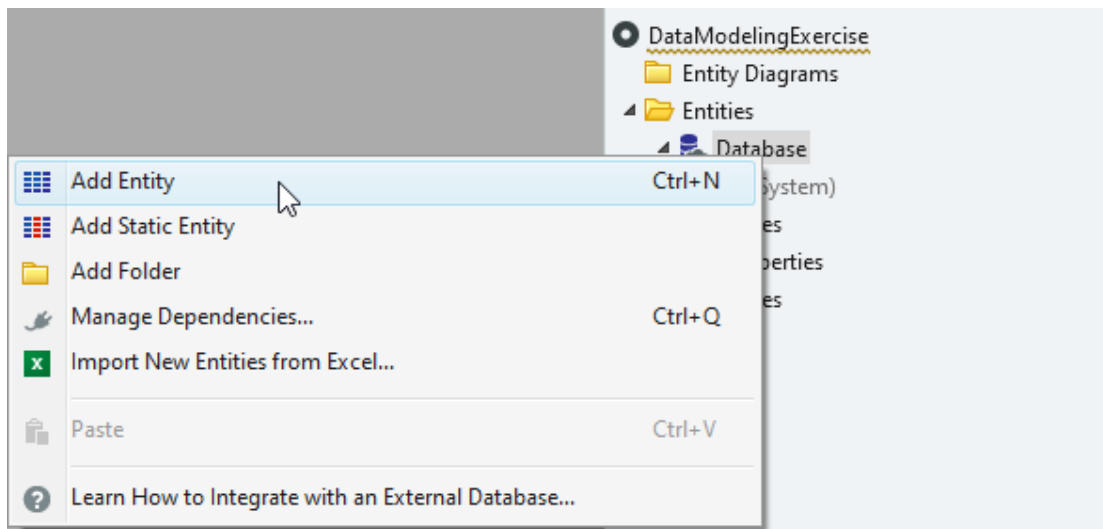 DataModelingExercise
Entity Diagrams
Entities
Database
Add Entity Ctrl+N
Add Static Entity
Add Folder
Manage Dependencies... Ctrl+Q
Import New Entities from Excel...
Paste Ctrl+V
Learn How to Integrate with an External Database...